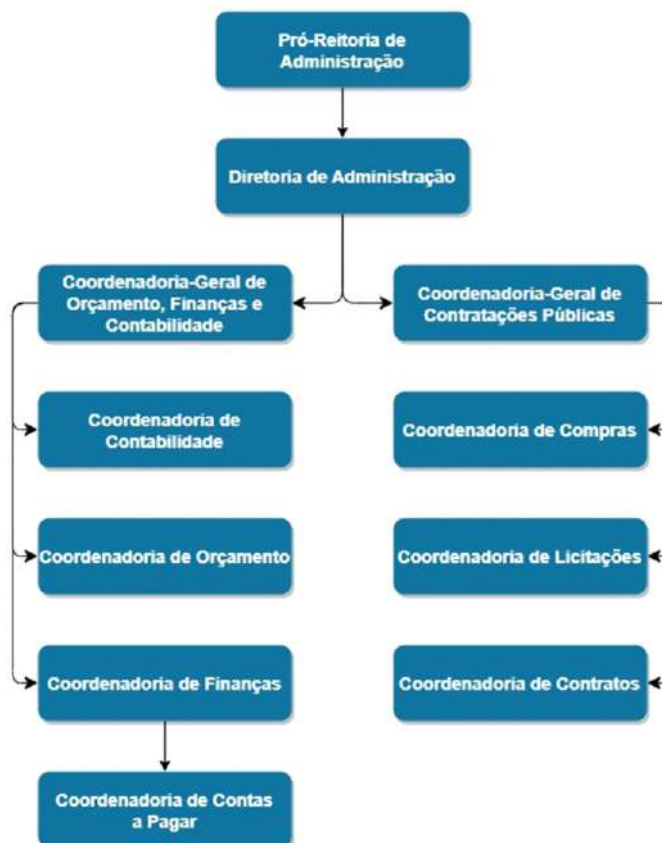 Pró-Reitoria de
Administração
Diretoria de Administração
Coordenadoria-Geral de
Orçamento, Finanças e
Contabilidade
Coordenadoria-Geral de
Contratações Públicas
Coordenadoria de
Contabilidade
Coordenadoria de Compras
Coordenadoria de Orçamento
Coordenadoria de Licitações
Coordenadoria de Finanças
Coordenadoria de Contratos
Coordenadoria de Contas
a Pagar